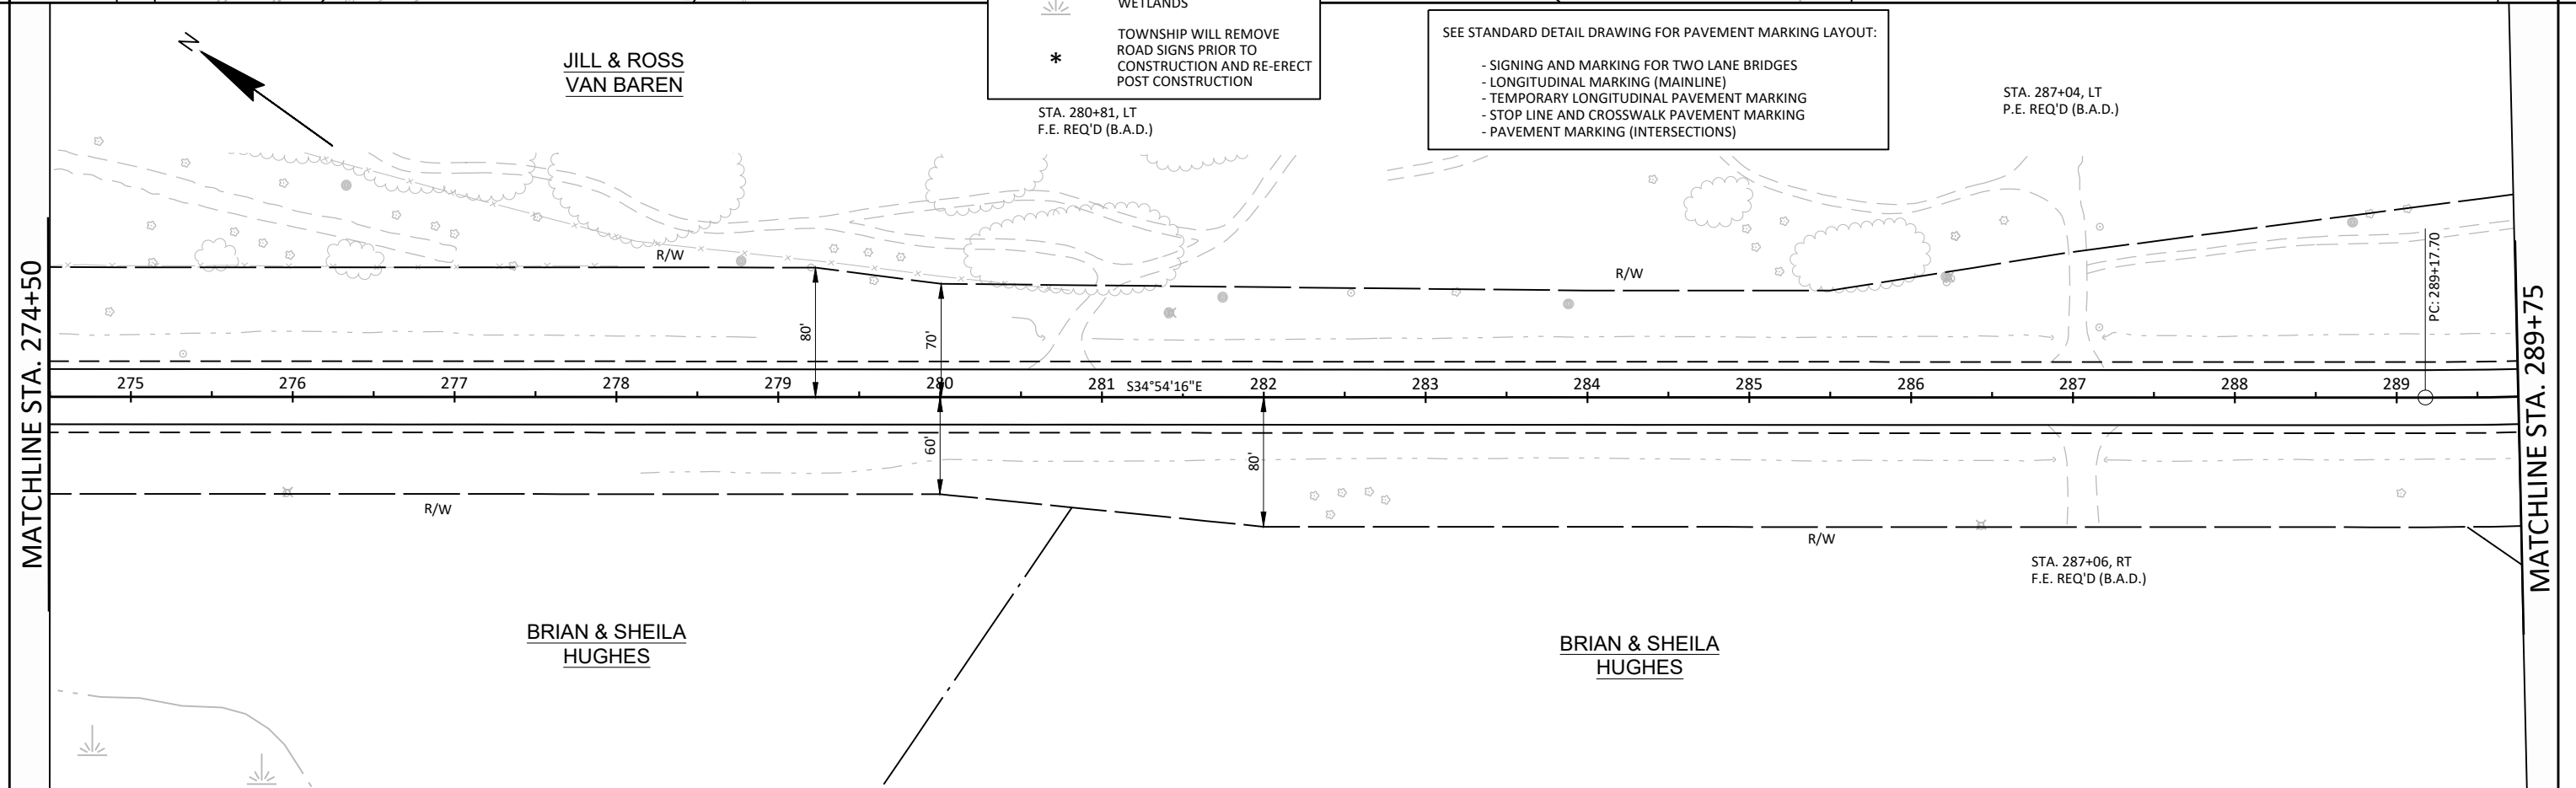 WETLANDS
*
TOWNSHIP WILL REMOVE
ROAD SIGNS PRIOR TO
CONSTRUCTION AND RE-ERECT
POST CONSTRUCTION
SEE STANDARD DETAIL DRAWING FOR PAVEMENT MARKING LAYOUT:
- SIGNING AND MARKING FOR TWO LANE BRIDGES
- LONGITUDINAL MARKING (MAINLINE)
- TEMPORARY LONGITUDINAL PAVEMENT MARKING
- STOP LINE AND CROSSWALK PAVEMENT MARKING
- PAVEMENT MARKING (INTERSECTIONS)
N
JILL & ROSS
VAN BAREN
STA. 280+81, LT
F.E. REQ'D (B.A.D.)
STA. 287+04, LT
P.E. REQ'D (B.A.D.)
R/W
R/W
MATCHLINE STA. 274+50
80'
70'
PC: 289+17.70
MATCHLINE STA. 289+75
275
276
277
278
279
280
281
S34°54'16"E
282
283
284
285
286
287
288
289
60'
80'
R/W
R/W
STA. 287+06, RT
F.E. REQ'D (B.A.D.)
BRIAN & SHEILA
HUGHES
BRIAN & SHEILA
HUGHES